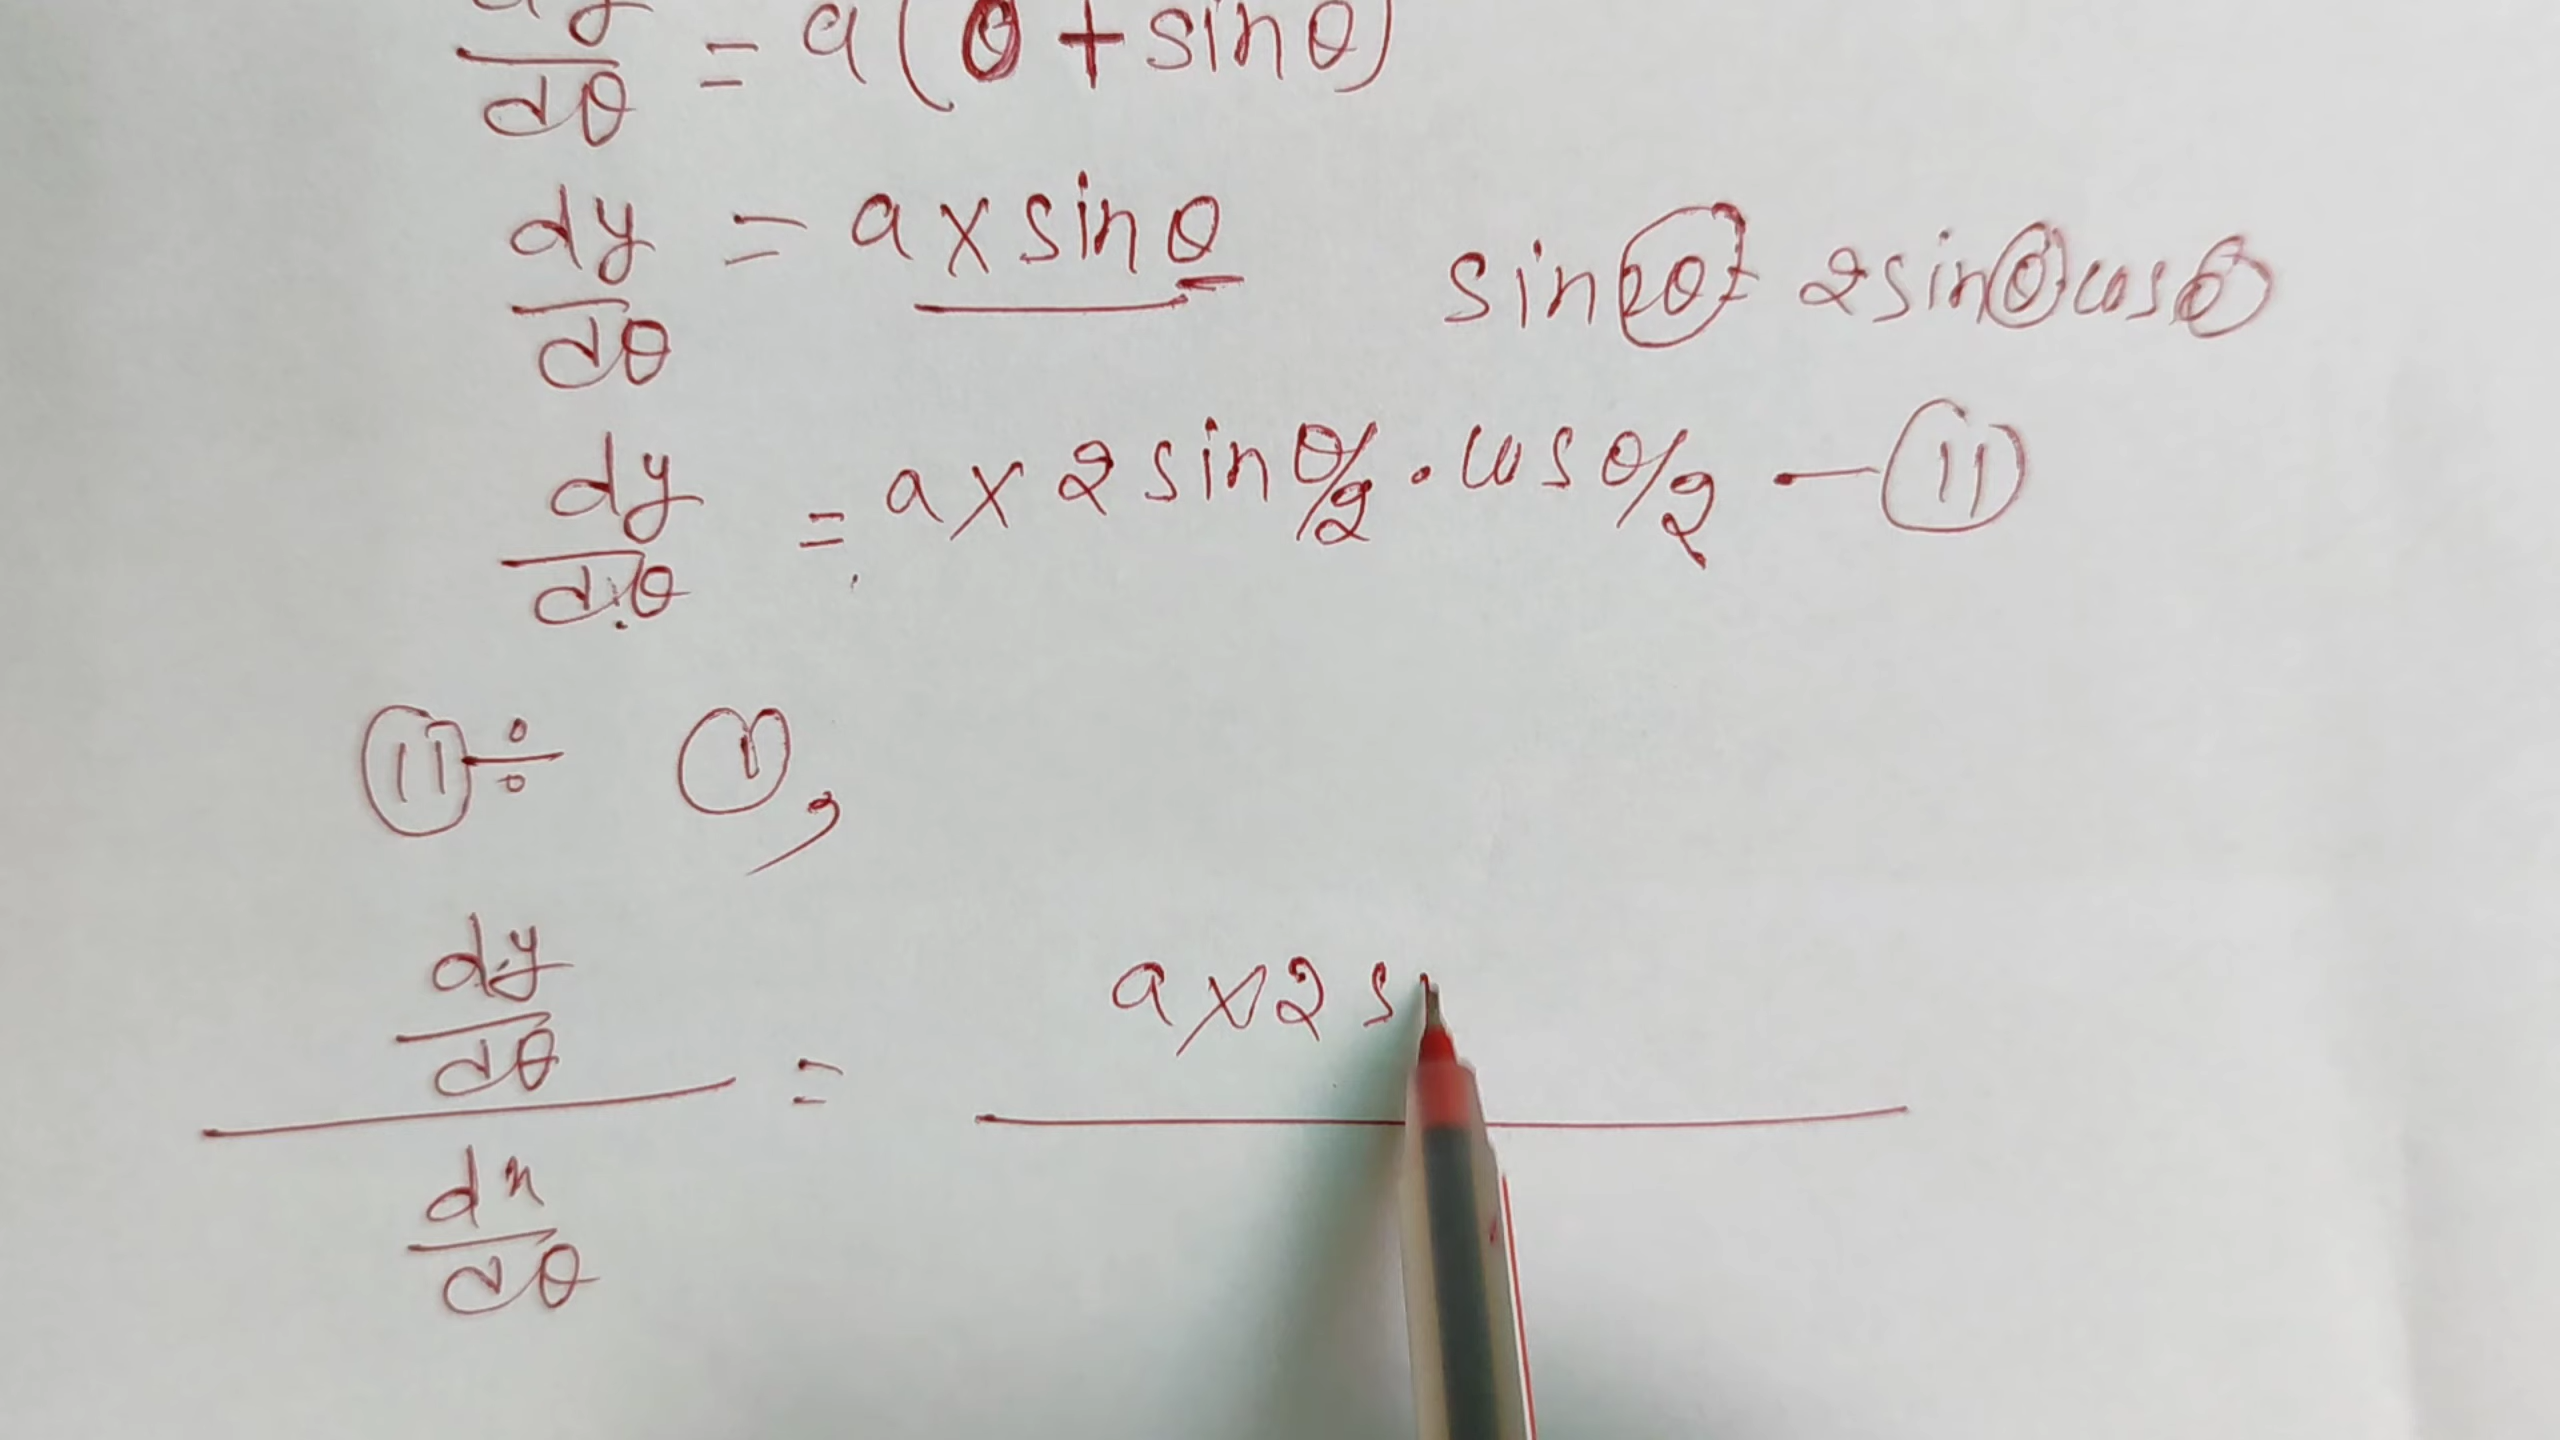 dy/dθ = a(0 + sinθ)
dy/dθ = a x sinθ
sin2θ = 2sinθcosθ
dy/dθ = a x 2 sinθ/2 . cosθ/2 — (11)
(11) ÷ (1),
dy/dθ / dx/dθ = a x 2 s